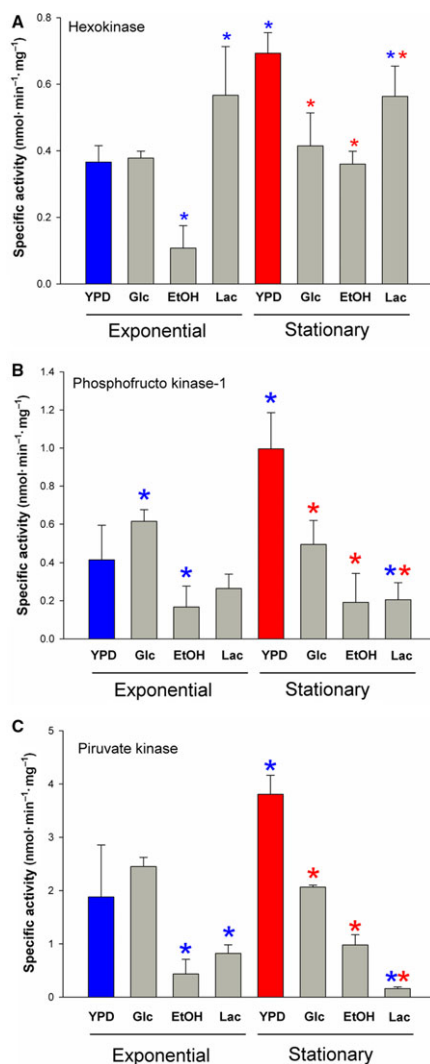 A
Hexokinase
Specific activity (nmol·min⁻¹·mg⁻¹)
0.8
0.6
0.4
0.2
0.0
*
*
*
*
*
**
YPD Glc EtOH Lac YPD Glc EtOH Lac
Exponential Stationary
B
Phosphofructo kinase-1
Specific activity (nmol·min⁻¹·mg⁻¹)
1.4
1.2
1.0
0.8
0.6
0.4
0.2
0.0
*
*
*
*
*
**
YPD Glc EtOH Lac YPD Glc EtOH Lac
Exponential Stationary
C
Piruvate kinase
Specific activity (nmol·min⁻¹·mg⁻¹)
5
4
3
2
1
0
*
*
*
*
*
**
YPD Glc EtOH Lac YPD Glc EtOH Lac
Exponential Stationary